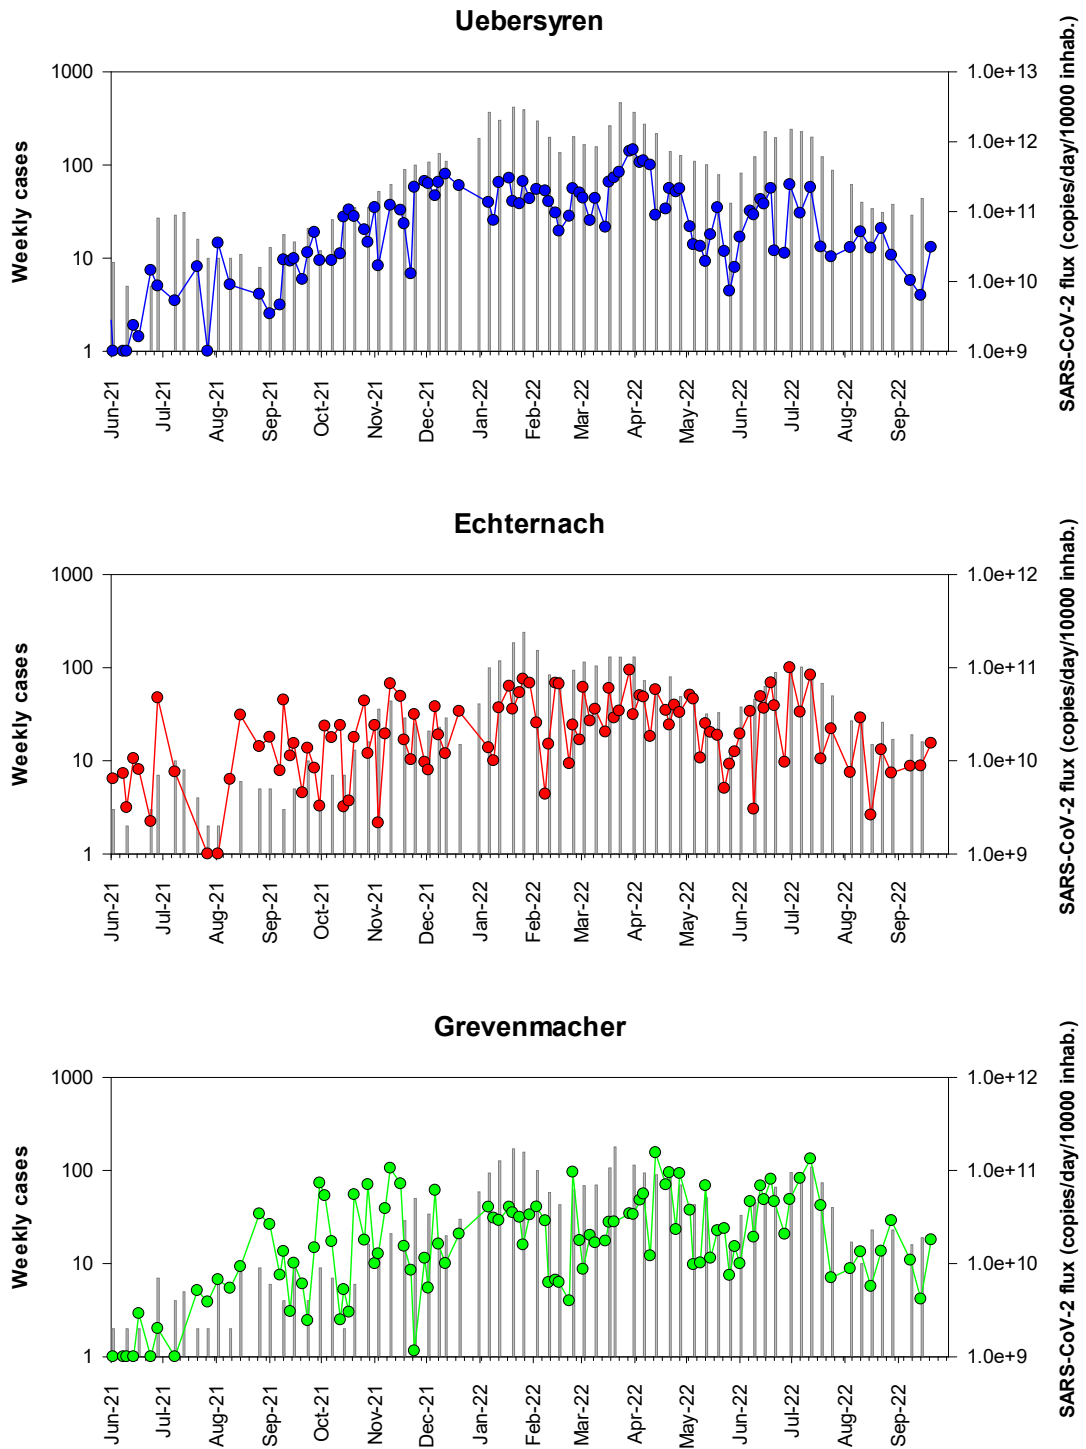 Uebersyren
Weekly cases
1000
100
10
1
1.0e+13
1.0e+12
1.0e+11
1.0e+10
1.0e+9
SARS-CoV-2 flux (copies/day/10000 inhab.)
Jun-21
Jul-21
Aug-21
Sep-21
Oct-21
Nov-21
Dec-21
Jan-22
Feb-22
Mar-22
Apr-22
May-22
Jun-22
Jul-22
Aug-22
Sep-22
Echternach
Weekly cases
1000
100
10
1
1.0e+12
1.0e+11
1.0e+10
1.0e+9
SARS-CoV-2 flux (copies/day/10000 inhab.)
Jun-21
Jul-21
Aug-21
Sep-21
Oct-21
Nov-21
Dec-21
Jan-22
Feb-22
Mar-22
Apr-22
May-22
Jun-22
Jul-22
Aug-22
Sep-22
Grevenmacher
Weekly cases
1000
100
10
1
1.0e+12
1.0e+11
1.0e+10
1.0e+9
SARS-CoV-2 flux (copies/day/10000 inhab.)
Jun-21
Jul-21
Aug-21
Sep-21
Oct-21
Nov-21
Dec-21
Jan-22
Feb-22
Mar-22
Apr-22
May-22
Jun-22
Jul-22
Aug-22
Sep-22